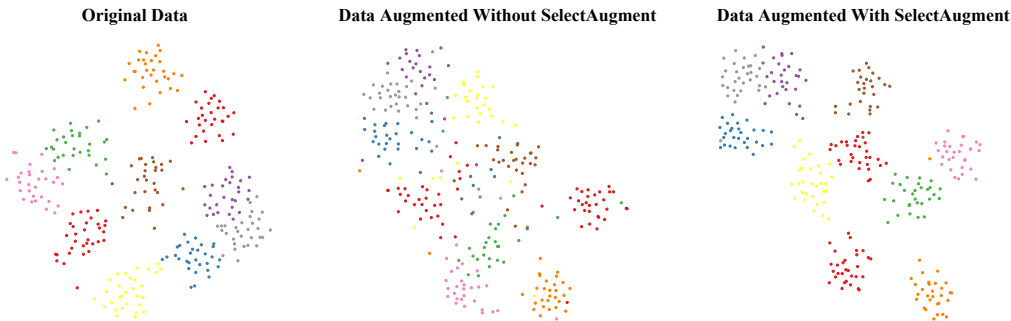 Original Data
Data Augmented Without SelectAugment
Data Augmented With SelectAugment